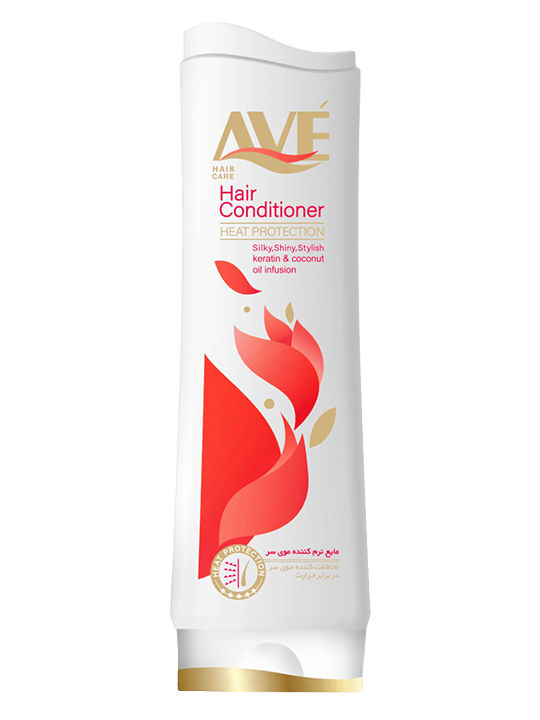 AVÉ
HAIR
CARE
Hair
Conditioner
HEAT PROTECTION
Silky,Shiny,Stylish
keratin & coconut
oil infusion
HEAT PROTECTION
مایع نرم کننده موی سر
محافظت‌کننده موی سر
در برابر حرارت